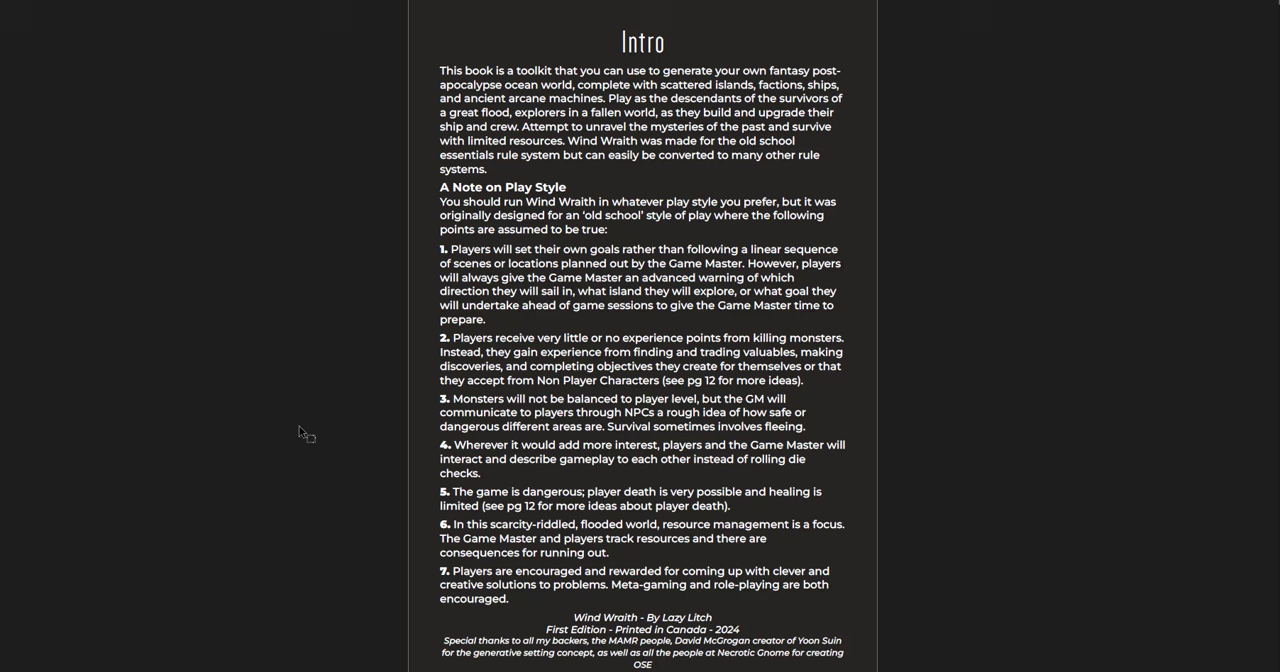 Intro
This book is a toolkit that you can use to generate your own fantasy post-
apocalypse ocean world, complete with scattered islands, factions, ships,
and ancient arcane machines. Play as the descendants of the survivors of
a great flood, explorers in a fallen world, as they build and upgrade their
ship and crew. Attempt to unravel the mysteries of the past and survive
with limited resources. Wind Wraith was made for the old school
essentials rule system but can easily be converted to many other rule
systems.
A Note on Play Style
You should run Wind Wraith in whatever play style you prefer, but it was
originally designed for an ‘old school’ style of play where the following
points are assumed to be true:
1. Players will set their own goals rather than following a linear sequence
of scenes or locations planned out by the Game Master. However, players
will always give the Game Master an advanced warning of which
direction they will sail in, what island they will explore, or what goal they
will undertake ahead of game sessions to give the Game Master time to
prepare.
2. Players receive very little or no experience points from killing monsters.
Instead, they gain experience from finding and trading valuables, making
discoveries, and completing objectives they create for themselves or that
they accept from Non Player Characters (see pg 12 for more ideas).
3. Monsters will not be balanced to player level, but the GM will
communicate to players through NPCs a rough idea of how safe or
dangerous different areas are. Survival sometimes involves fleeing.
4. Wherever it would add more interest, players and the Game Master will
interact and describe gameplay to each other instead of rolling die
checks.
5. The game is dangerous; player death is very possible and healing is
limited (see pg 12 for more ideas about player death).
6. In this scarcity-riddled, flooded world, resource management is a focus.
The Game Master and players track resources and there are
consequences for running out.
7. Players are encouraged and rewarded for coming up with clever and
creative solutions to problems. Meta-gaming and role-playing are both
encouraged.
Wind Wraith - By Lazy Litch
First Edition - Printed in Canada - 2024
Special thanks to all my backers, the MAMR people, David McGrogan creator of Yoon Suin
for the generative setting concept, as well as all the people at Necrotic Gnome for creating
OSE